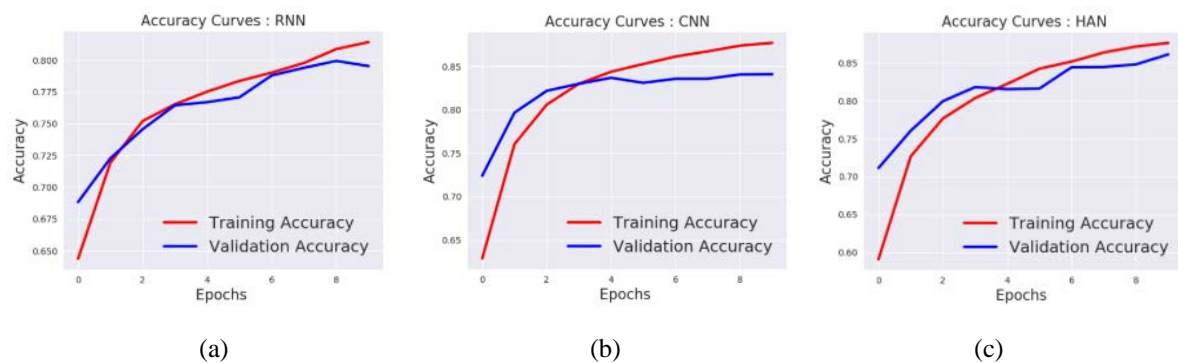 Accuracy Curves : RNN
0.800
0.775
0.750
0.725
0.700
0.675
0.650
Accuracy
Training Accuracy
Validation Accuracy
0 2 4 6 8
Epochs
(a)
Accuracy Curves : CNN
0.85
0.80
0.75
0.70
0.65
Accuracy
Training Accuracy
Validation Accuracy
0 2 4 6 8
Epochs
(b)
Accuracy Curves : HAN
0.85
0.80
0.75
0.70
0.65
0.60
Accuracy
Training Accuracy
Validation Accuracy
0 2 4 6 8
Epochs
(c)